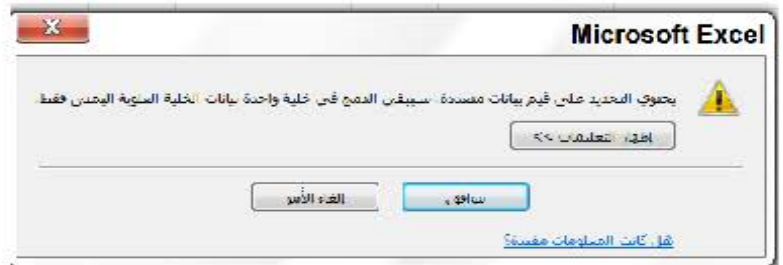 Microsoft Excel
يحتوي التحديد على قيم بيانات متعددة. سيبقي الدمج في خلية واحدة بيانات الخلية العلوية اليمنى فقط.
إظهار التعليمات >>
موافق
إلغاء الأمر
هل كانت المعلومات مفيدة؟